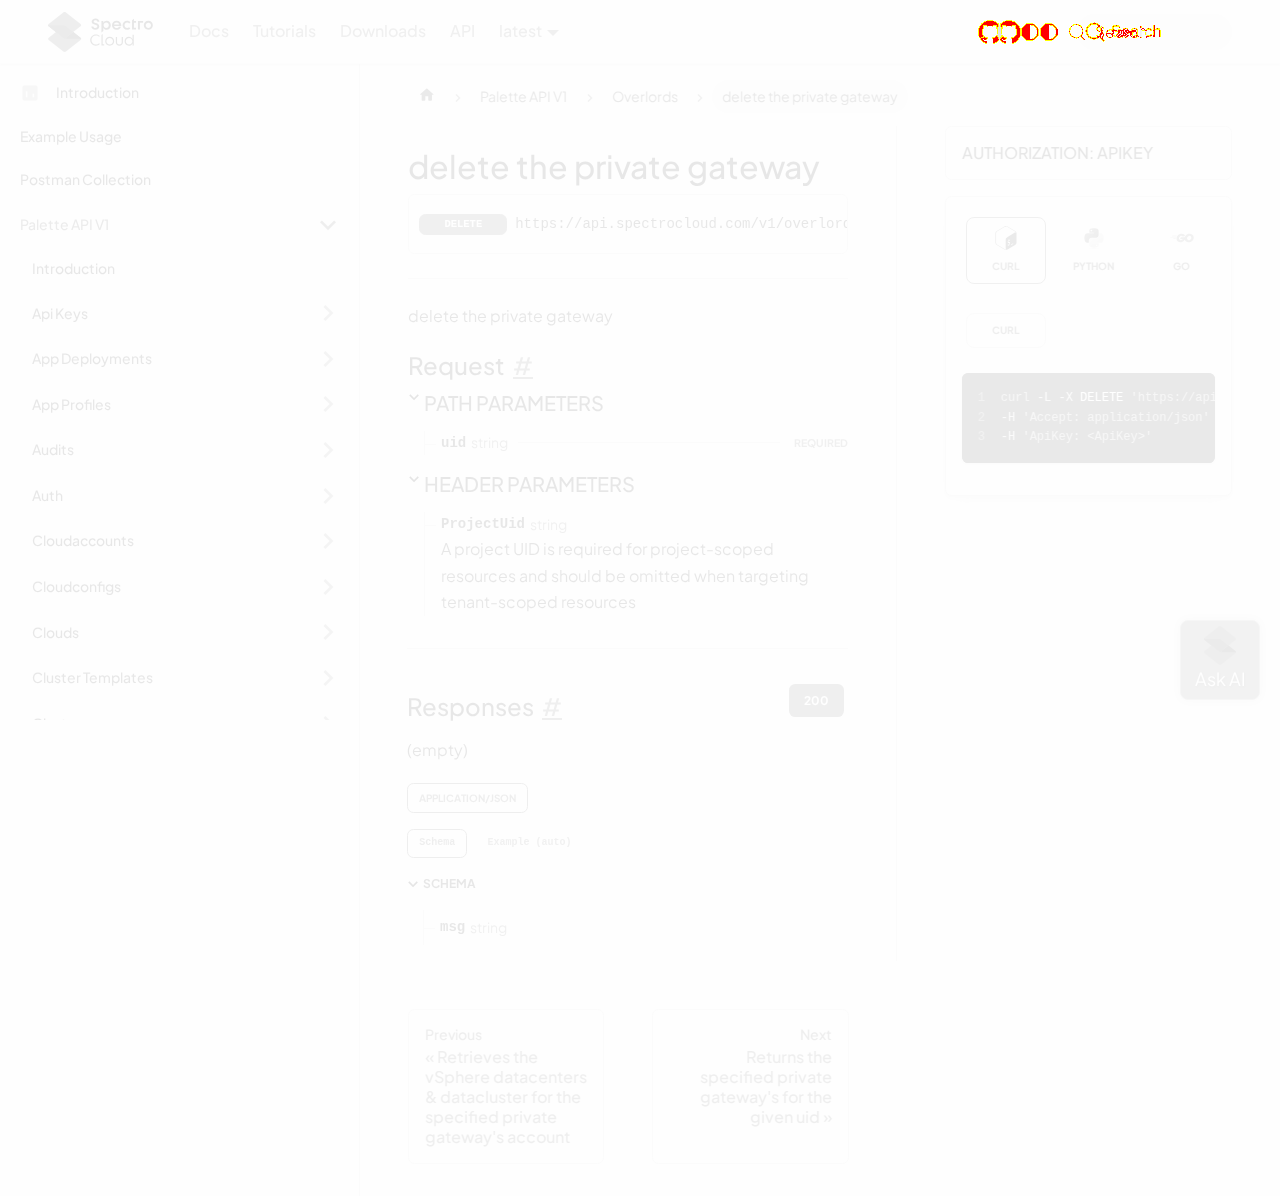 Spectro Cloud
Docs
Tutorials
Downloads
API
latest
Introduction
Example Usage
Postman Collection
Palette API V1
Introduction
Api Keys
App Deployments
App Profiles
Audits
Auth
Cloudaccounts
Cloudconfigs
Clouds
Cluster Templates
Palette API V1
Overlords
delete the private gateway
delete the private gateway
DELETE https://api.spectrocloud.com/v1/overlord
delete the private gateway
Request #
PATH PARAMETERS
uid string REQUIRED
HEADER PARAMETERS
ProjectUid string
A project UID is required for project-scoped
resources and should be omitted when targeting
tenant-scoped resources
Responses #
200
(empty)
APPLICATION/JSON
Schema
Example (auto)
SCHEMA
msg string
Previous
« Retrieves the
vSphere datacenters
& datacluster for the
specified private
gateway's account
Next
Returns the
specified private
gateway's for the
given uid »
AUTHORIZATION: APIKEY
CURL
PYTHON
GO
CURL
1 curl -L -X DELETE 'https://api
2 -H 'Accept: application/json'
3 -H 'ApiKey: <ApiKey>'
Ask AI